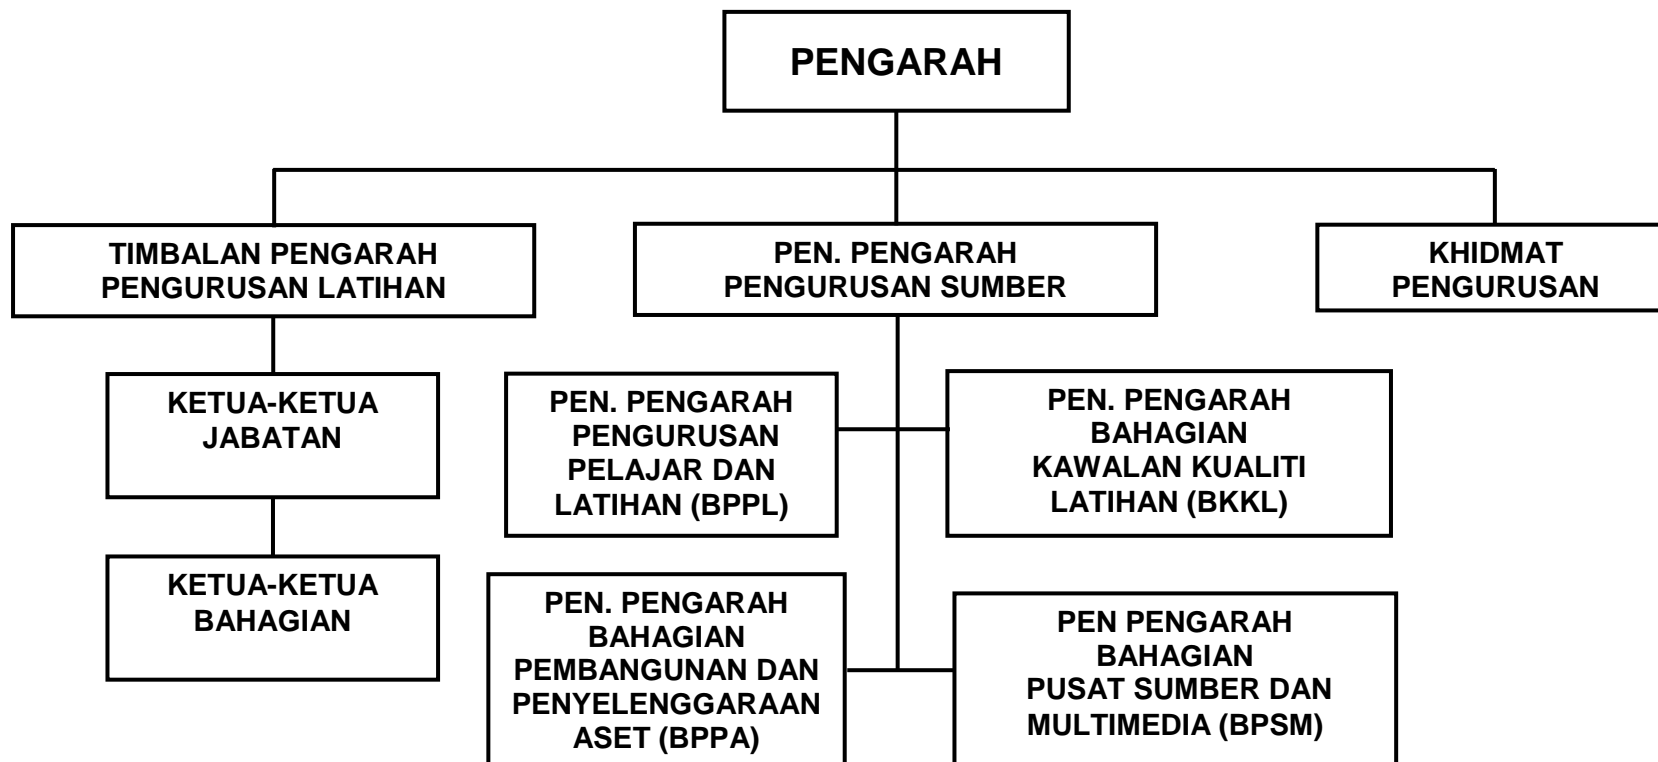 PENGARAH
TIMBALAN PENGARAH
PENGURUSAN LATIHAN
PEN. PENGARAH
PENGURUSAN SUMBER
KHIDMAT
PENGURUSAN
KETUA-KETUA
JABATAN
PEN. PENGARAH
PENGURUSAN
PELAJAR DAN
LATIHAN (BPPL)
PEN. PENGARAH
BAHAGIAN
KAWALAN KUALITI
LATIHAN (BKKL)
KETUA-KETUA
BAHAGIAN
PEN. PENGARAH
BAHAGIAN
PEMBANGUNAN DAN
PENYELENGGARAAN
ASET (BPPA)
PEN PENGARAH
BAHAGIAN
PUSAT SUMBER DAN
MULTIMEDIA (BPSM)